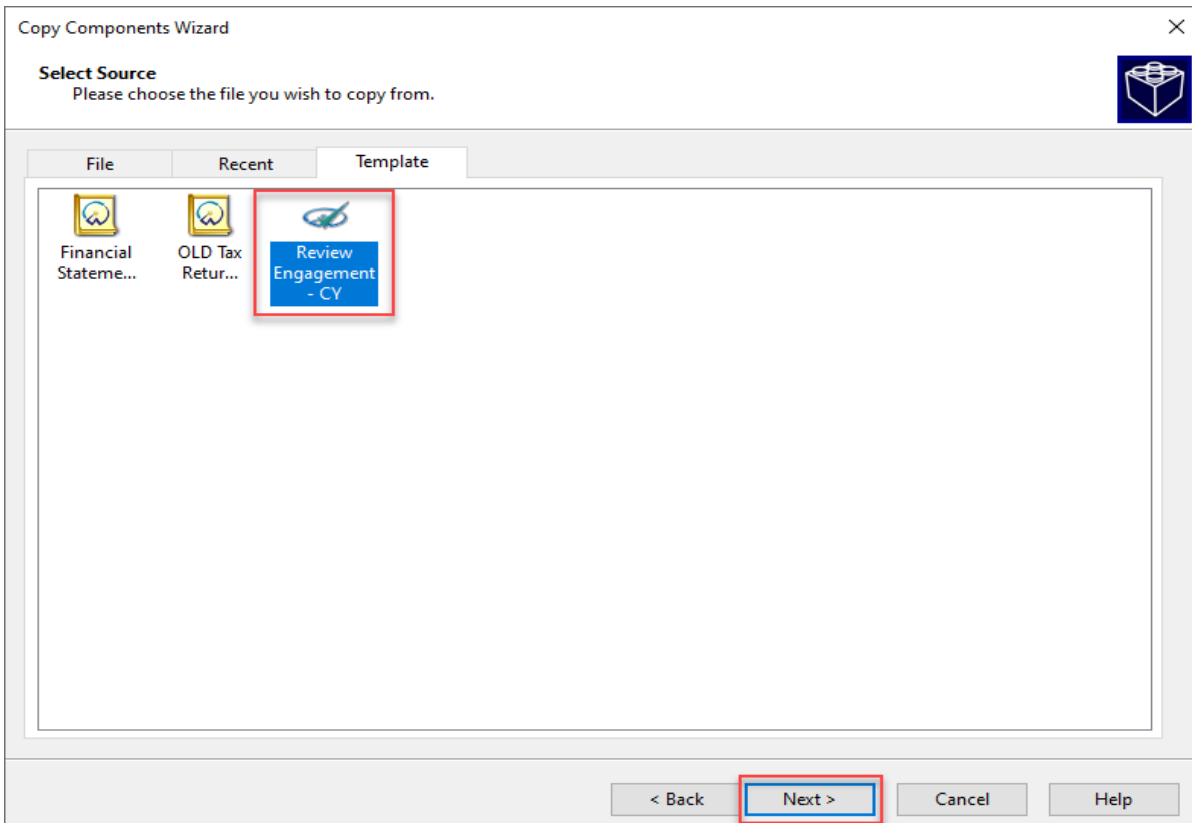 Copy Components Wizard
Select Source
Please choose the file you wish to copy from.
File
Recent
Template
Financial
Stateme...
OLD Tax
Retur...
Review
Engagement
- CY
< Back
Next >
Cancel
Help